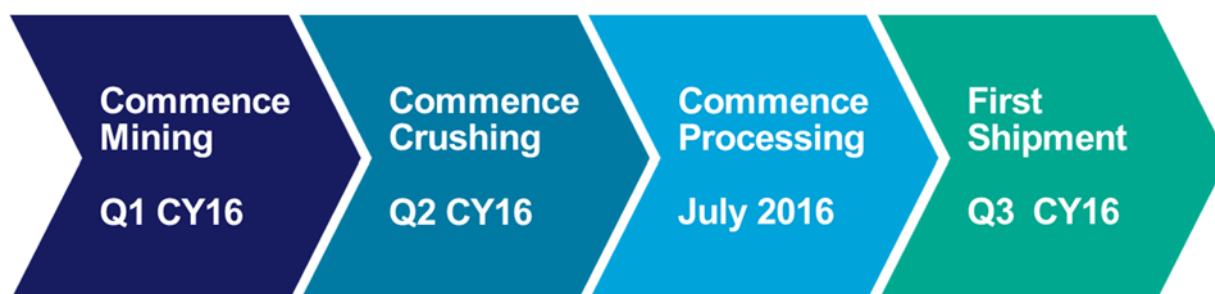 Commence
Mining
Q1 CY16
Commence
Crushing
Q2 CY16
Commence
Processing
July 2016
First
Shipment
Q3 CY16